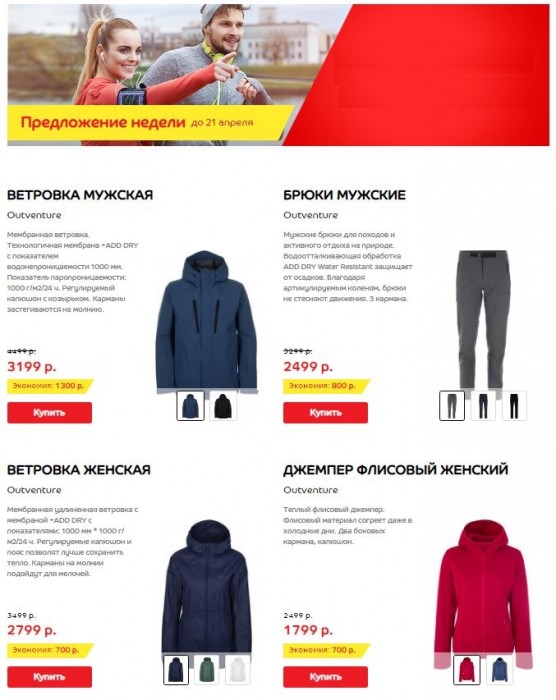 Предложение недели до 21 апреля
ВЕТРОВКА МУЖСКАЯ
Outventure
Мембранная ветровка.
Технологичная мембрана +ADD DRY
с показателем
водонепроницаемости 1000 мм.
Показатель паропроницаемости:
1000 г/м2/24 ч. Регулируемый
капюшон с козырьком. Карманы
застегиваются на молнию.
4499 р.
3199 р.
Экономия: 1300 р.
Купить
БРЮКИ МУЖСКИЕ
Outventure
Мужские брюки для походов и
активного отдыха на природе.
Водоотталкивающая обработка
ADD DRY Water Resistant защищает
от осадков. Благодаря
артикулируемым коленям, брюки
не стесняют движения. 3 кармана.
3299 р.
2499 р.
Экономия: 800 р.
Купить
ВЕТРОВКА ЖЕНСКАЯ
Outventure
Мембранная удлиненная ветровка с
мембраной +ADD DRY с
показателями: 1000 мм * 1000 г/
м2/24 ч. Регулируемые капюшон и
пояс позволят лучше сохранить
тепло. Карманы на молнии
подойдут для мелочей.
3499 р.
2799 р.
Экономия: 700 р.
Купить
ДЖЕМПЕР ФЛИСОВЫЙ ЖЕНСКИЙ
Outventure
Теплый флисовый джемпер.
Флисовый материал согреет даже в
холодные дни. Два боковых
кармана, капюшон.
2499 р.
1799 р.
Экономия: 700 р.
Купить